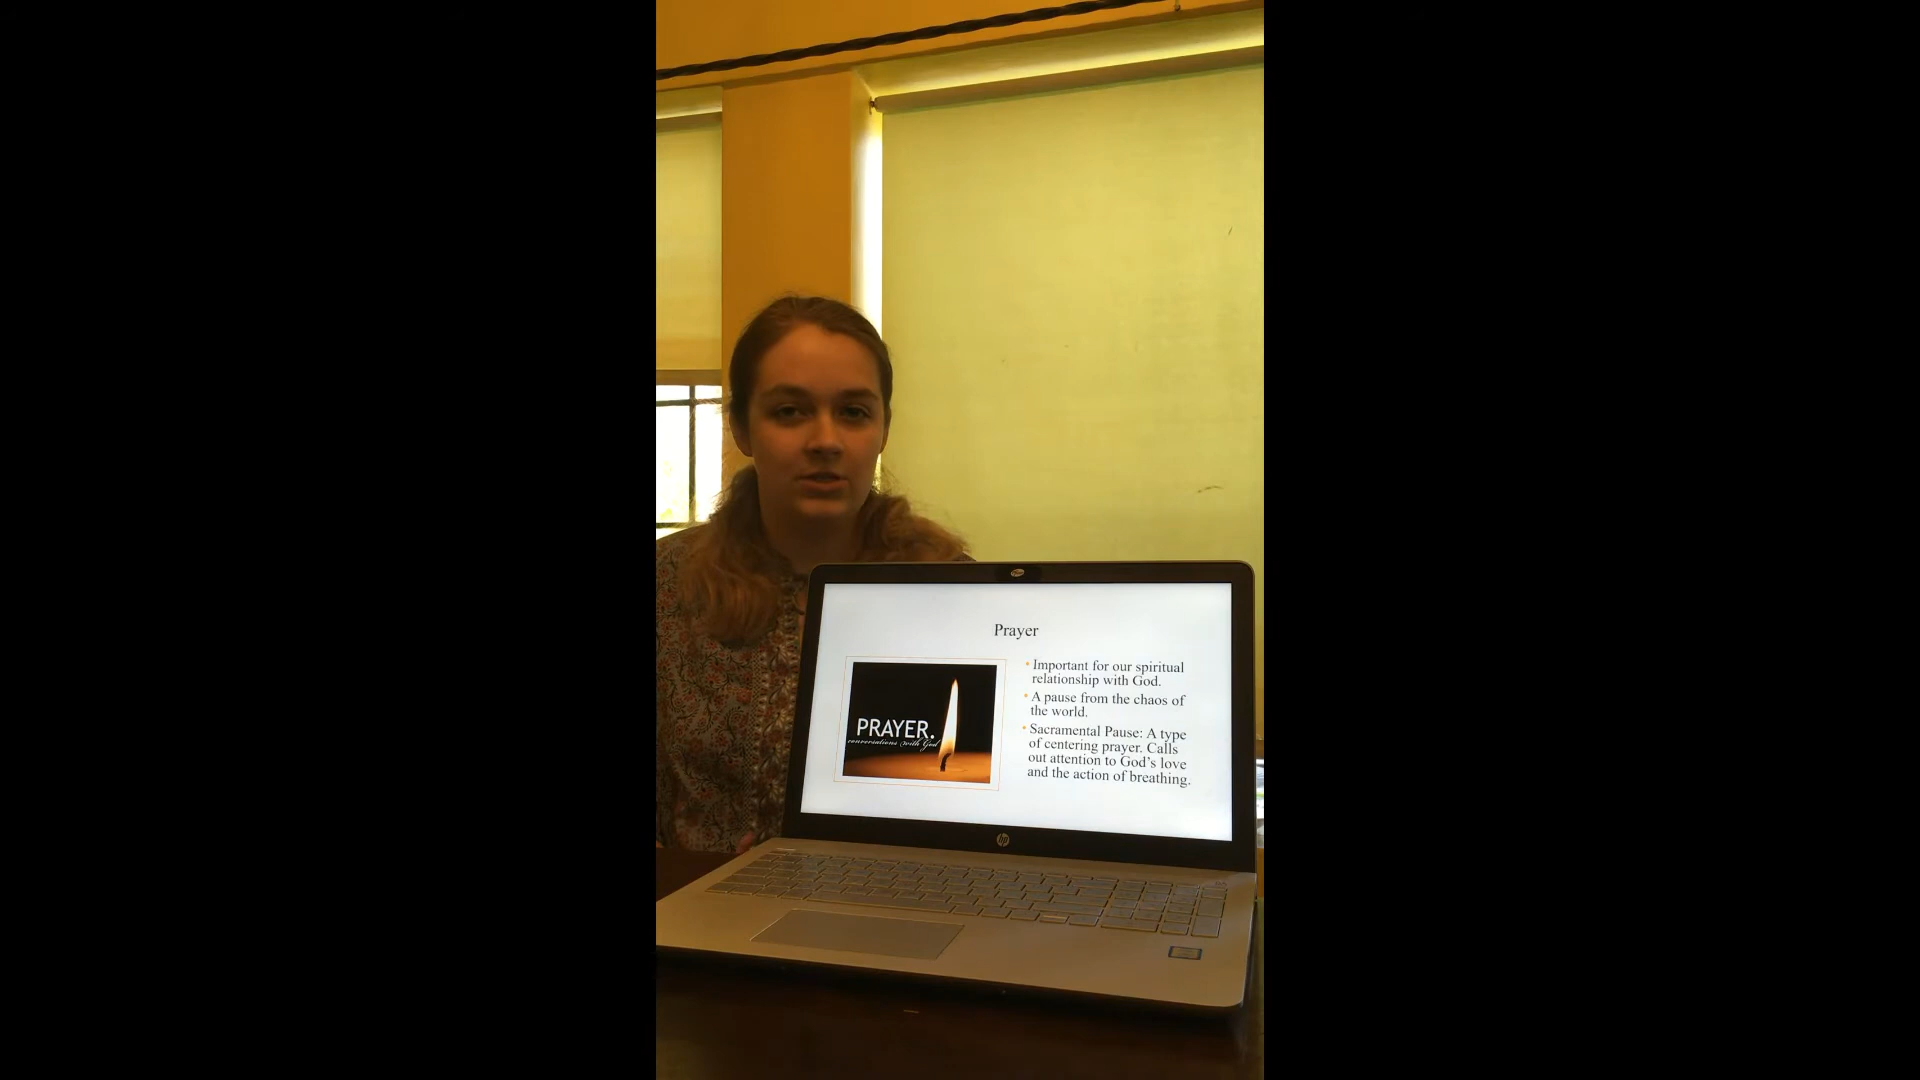 Prayer
PRAYER.
conversations with God
• Important for our spiritual
relationship with God.
• A pause from the chaos of
the world.
• Sacramental Pause: A type
of centering prayer. Calls
out attention to God's love
and the action of breathing.
hp